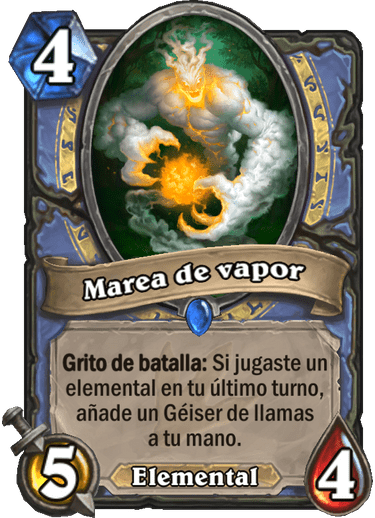 4
Marea de vapor
Grito de batalla: Si jugaste un
elemental en tu último turno,
añade un Géiser de llamas
a tu mano.
5
Elemental
4